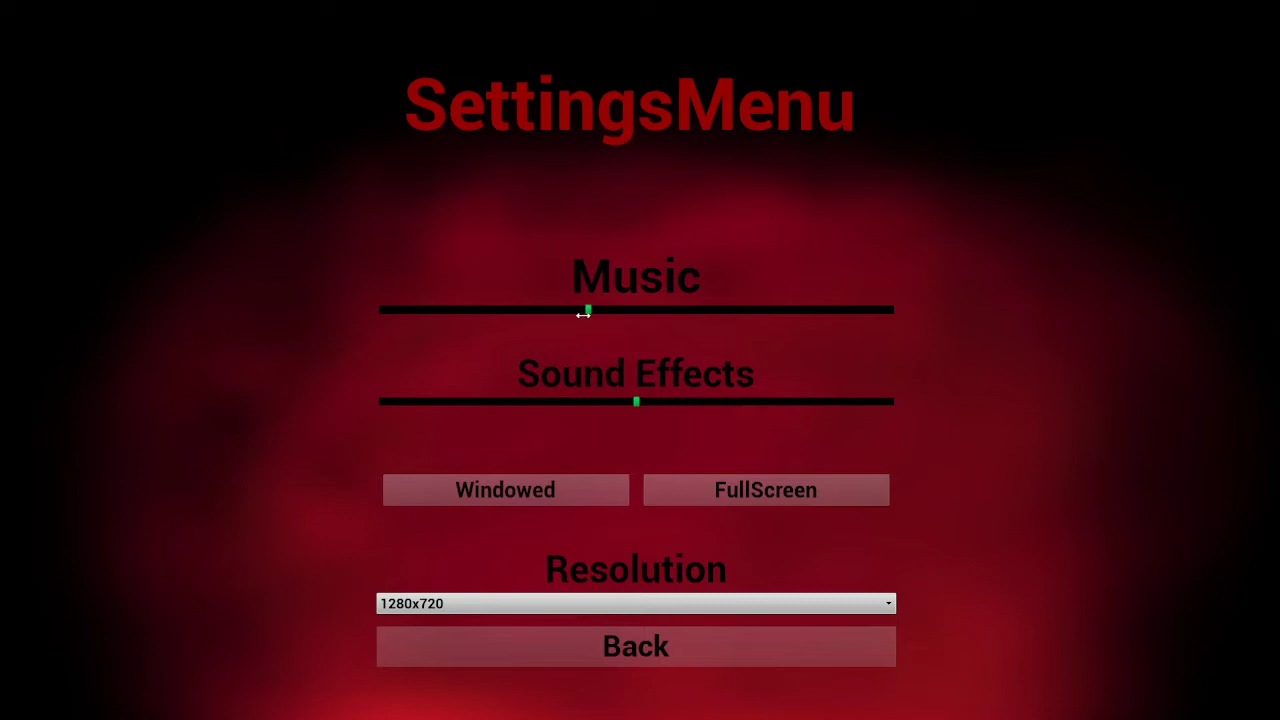 SettingsMenu
Music
Sound Effects
Windowed FullScreen
Resolution
1280x720
Back